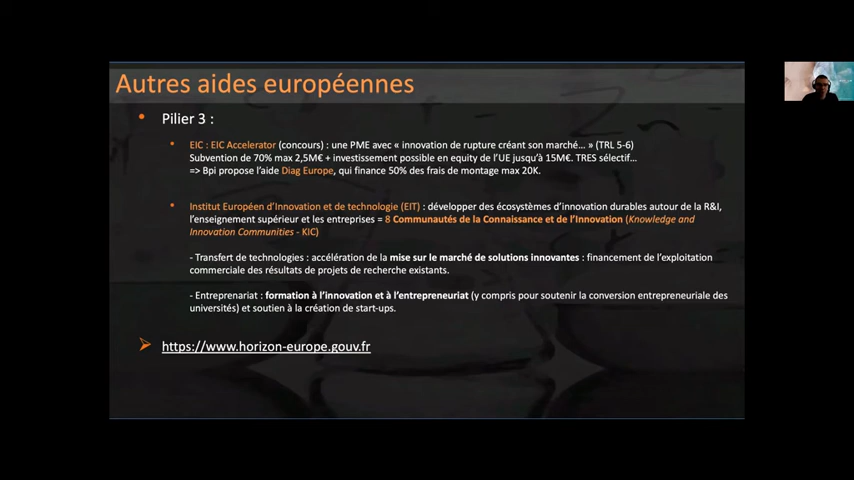 Autres aides européennes
• Pilier 3 :
• EIC : EIC Accelerator (concours) : une PME avec « innovation de rupture créant son marché… » (TRL 5-6)
Subvention de 70% max 2,5M€ + investissement possible en equity de l'UE jusqu'à 15M€. TRES sélectif…
=> Bpi propose l'aide Diag Europe, qui finance 50% des frais de montage max 20K.
• Institut Européen d'Innovation et de technologie (EIT) : développer des écosystèmes d'innovation durables autour de la R&I,
l'enseignement supérieur et les entreprises = 8 Communautés de la Connaissance et de l'Innovation (Knowledge and
Innovation Communities - KIC)
- Transfert de technologies : accélération de la mise sur le marché de solutions innovantes : financement de l'exploitation
commerciale des résultats de projets de recherche existants.
- Entreprenariat : formation à l'innovation et à l'entrepreneuriat (y compris pour soutenir la conversion entrepreneuriale des
universités) et soutien à la création de start-ups.
➢ https://www.horizon-europe.gouv.fr